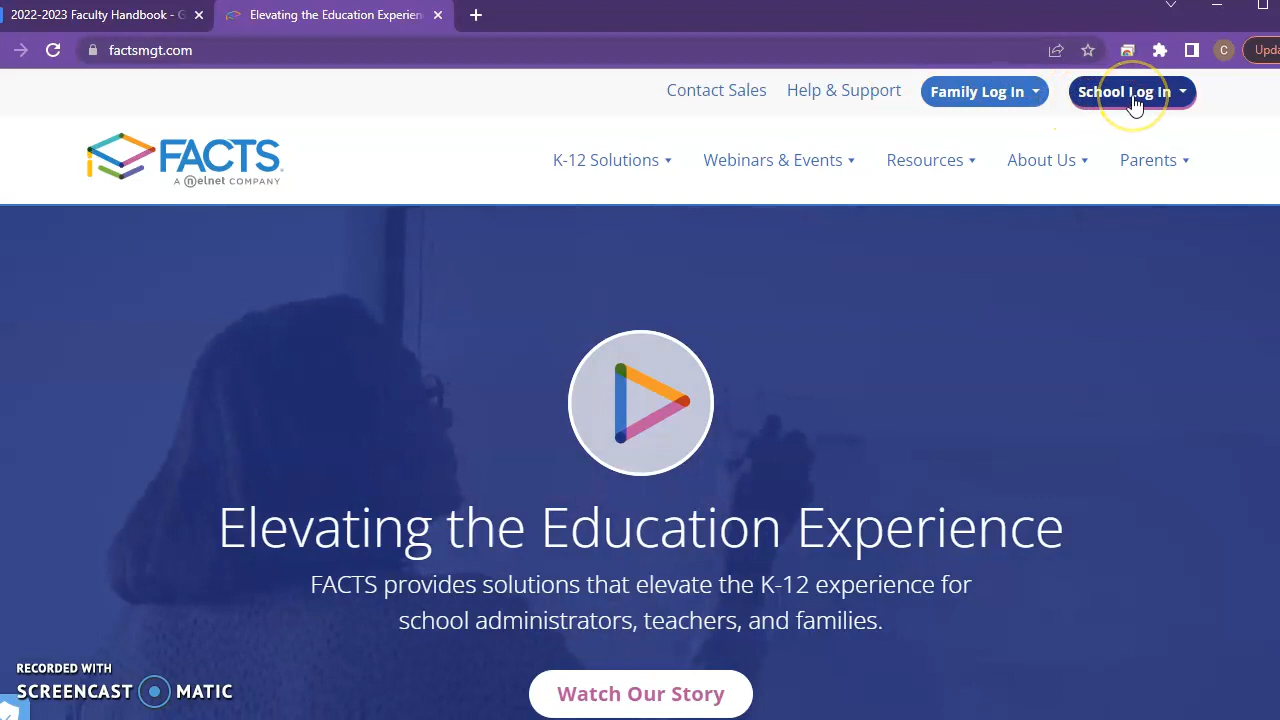 2022-2023 Faculty Handbook - G
Elevating the Education Experien
factsmgt.com
C
Upda
Contact Sales
Help & Support
Family Log In
School Log In
FACTS
A nelnet COMPANY
K-12 Solutions
Webinars & Events
Resources
About Us
Parents
Elevating the Education Experience
FACTS provides solutions that elevate the K-12 experience for
school administrators, teachers, and families.
Watch Our Story
RECORDED WITH
SCREENCAST MATIC